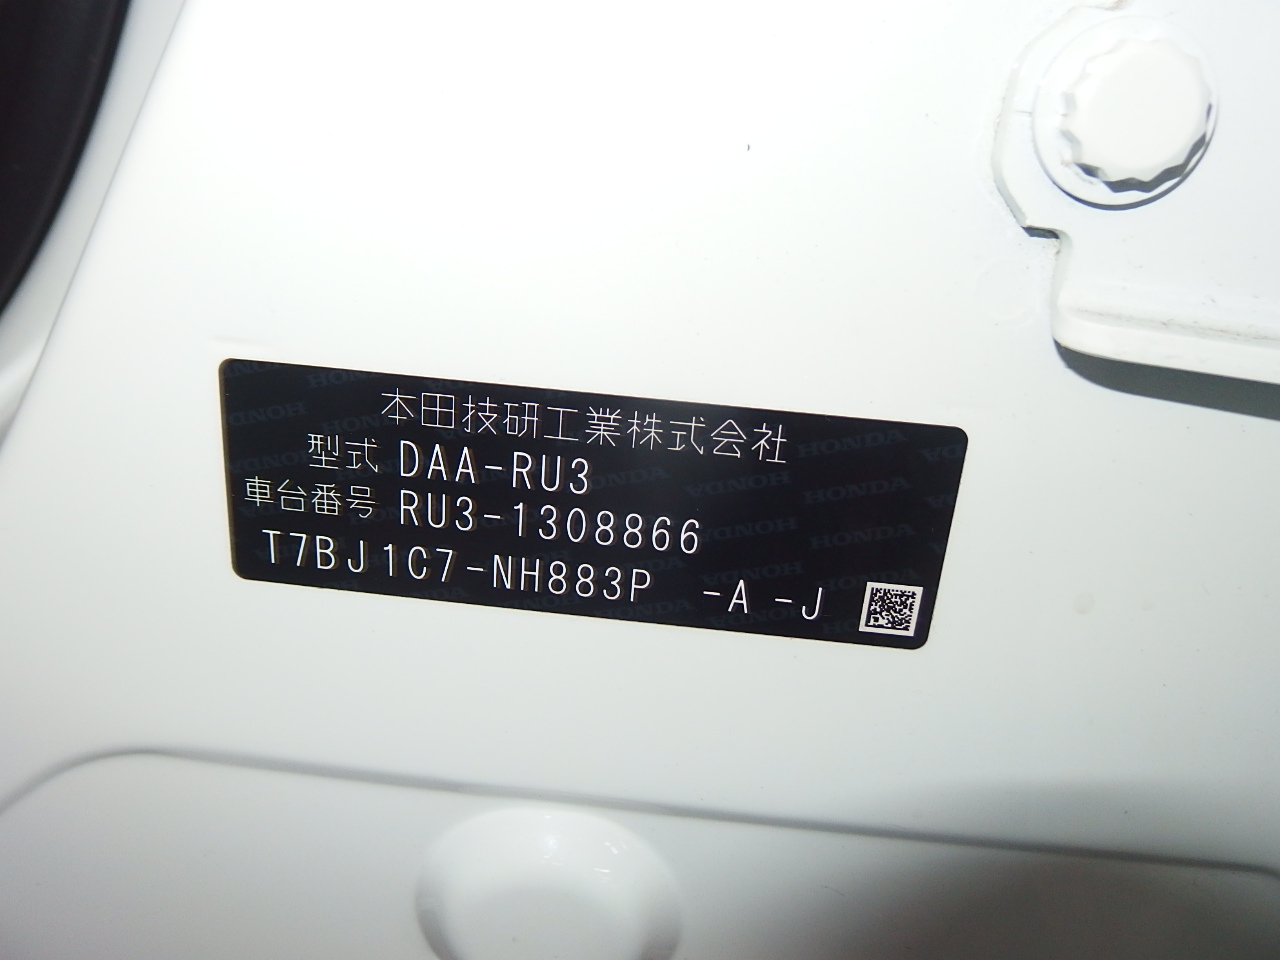 本田技研工業株式会社
型式 DAA-RU3
車台番号 RU3-1308866
T7BJ1C7-NH883P -A -J